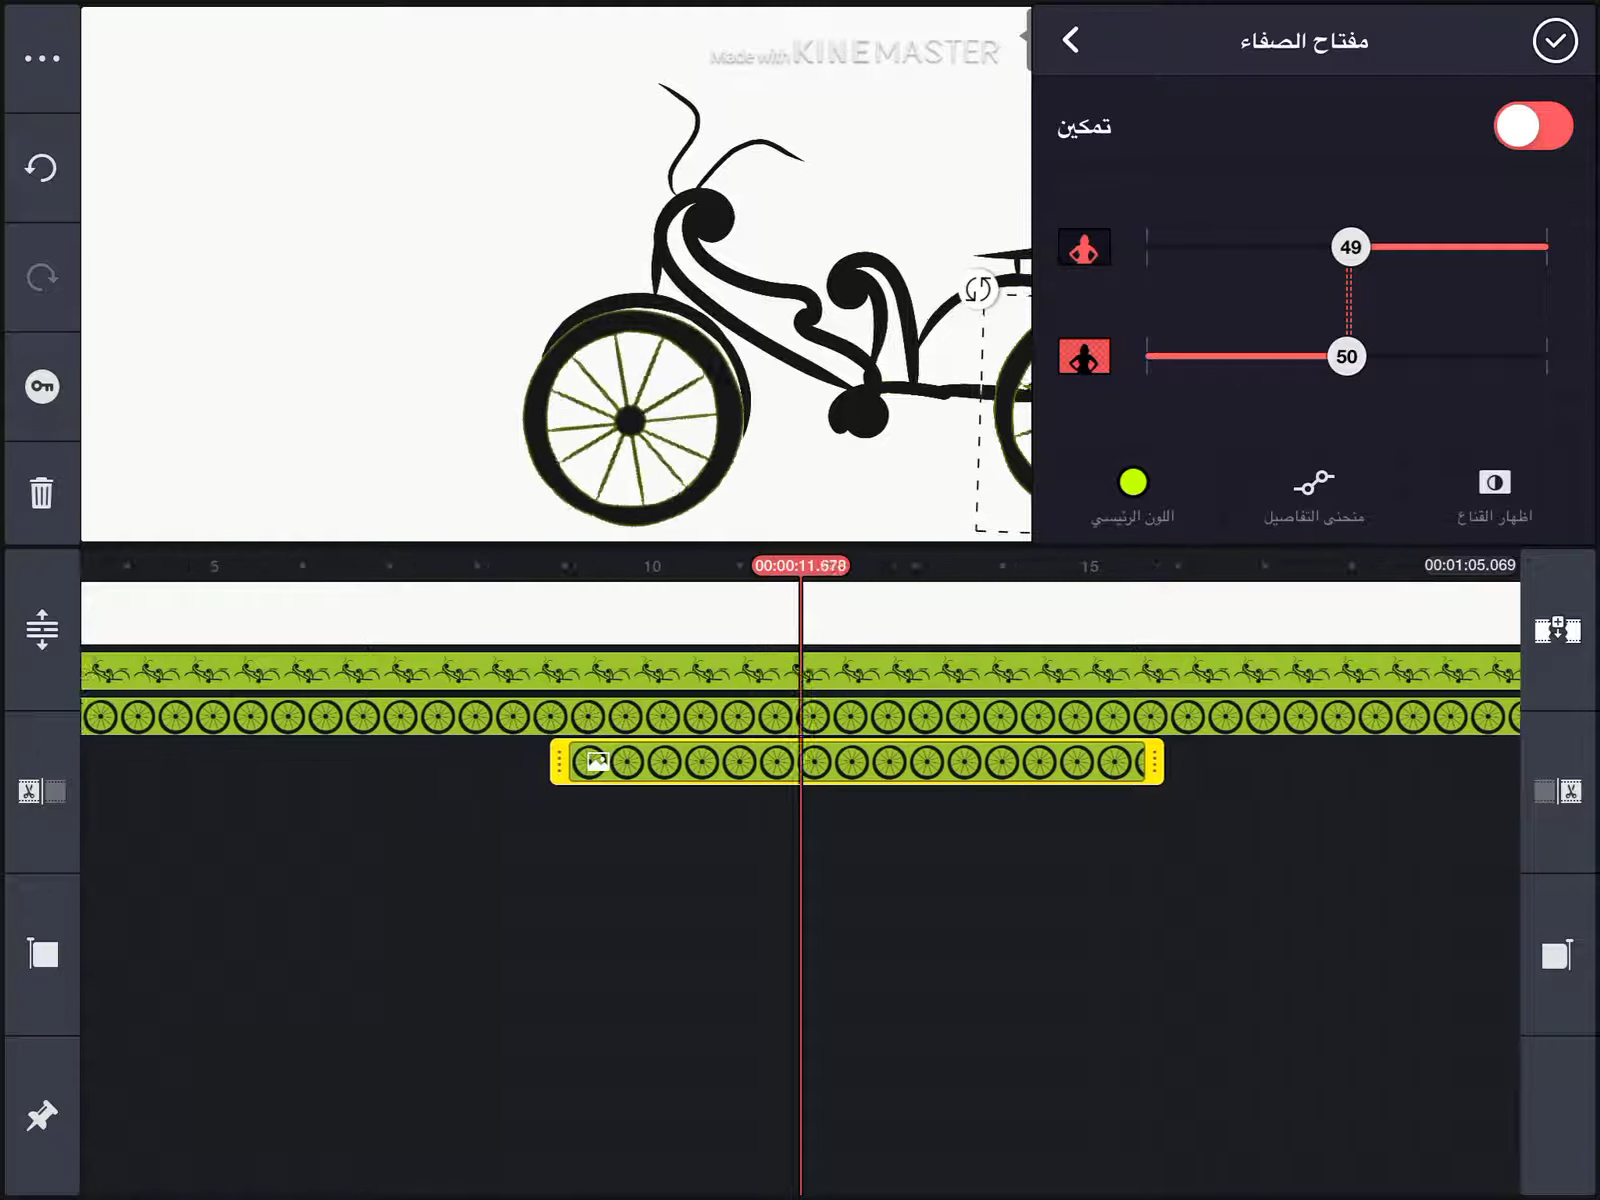 Made with KINEMASTER
مفتاح الصفاء
تمكين
49
50
اللون الرئيسي
منحنى التفاصيل
اظهار القناع
5
10
00:00:11.678
15
00:01:05.069